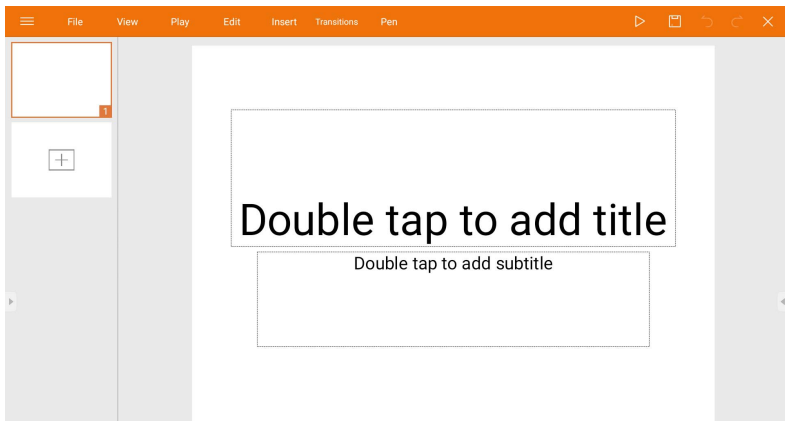 File View Play Edit Insert Transitions Pen
1
Double tap to add title
Double tap to add subtitle